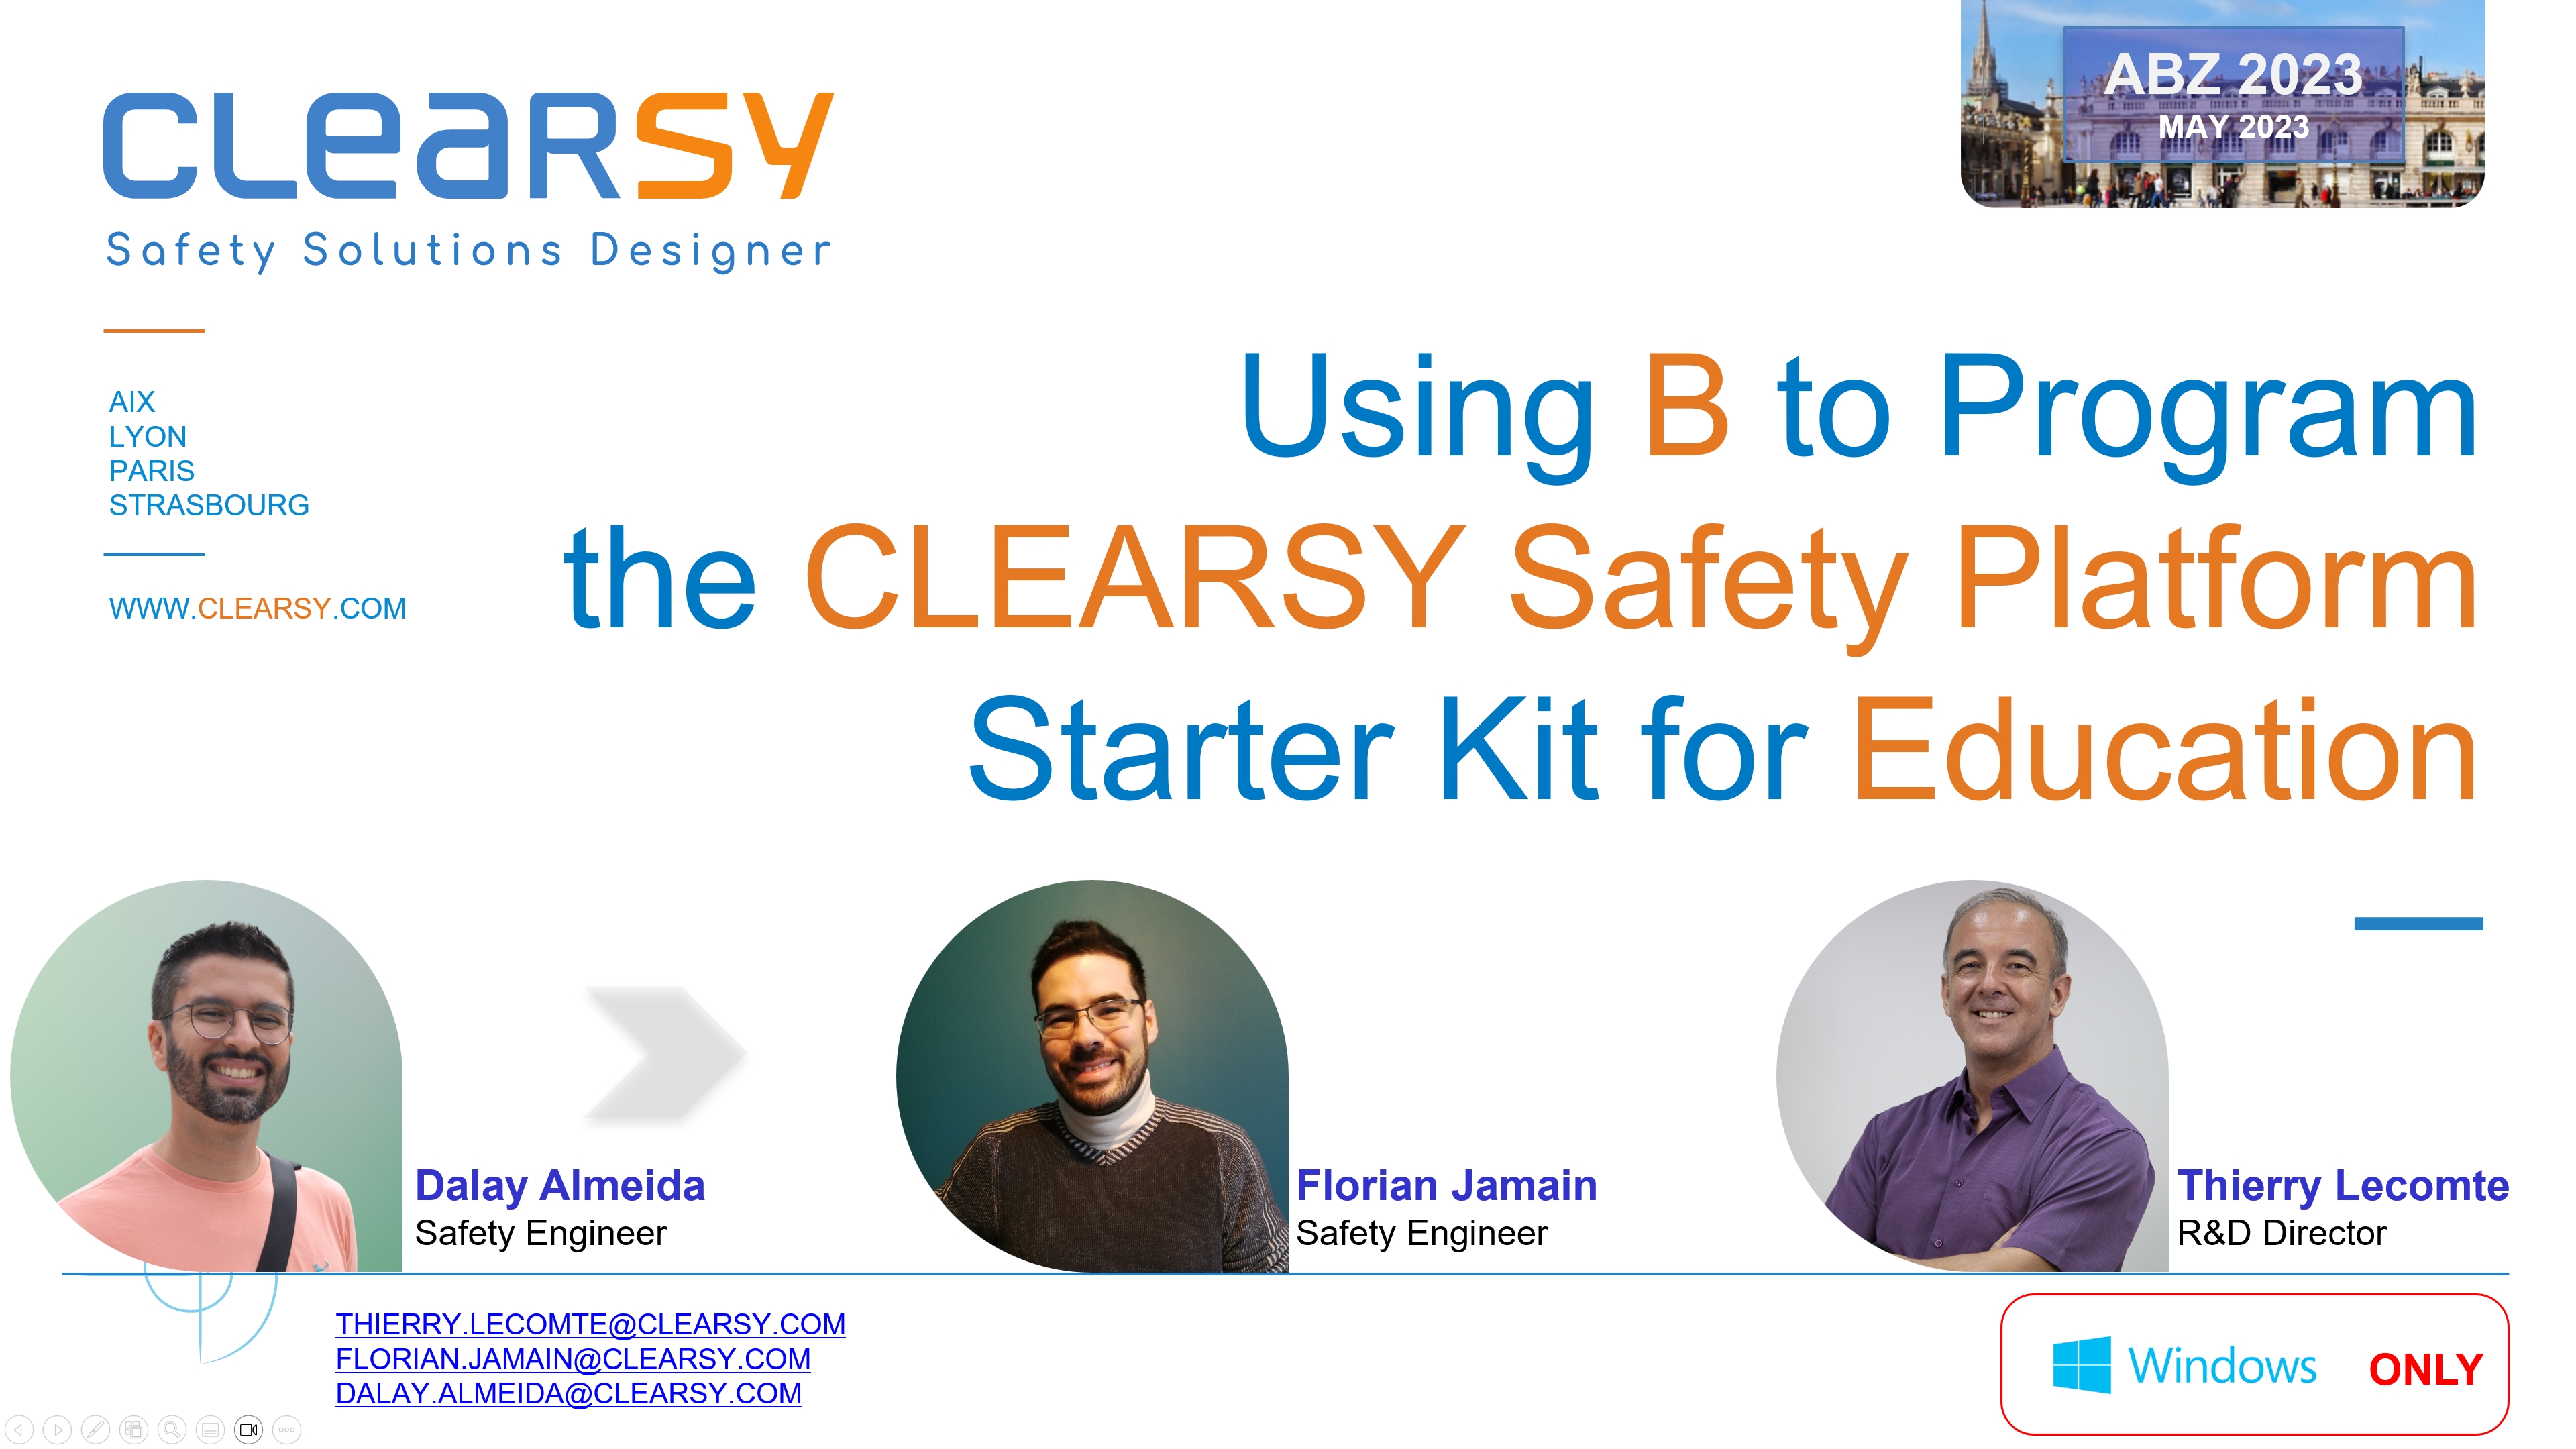 CLEARSY
Safety Solutions Designer
ABZ 2023
MAY 2023
AIX
LYON
PARIS
STRASBOURG
WWW.CLEARSY.COM
Using B to Program
the CLEARSY Safety Platform
Starter Kit for Education
Dalay Almeida
Safety Engineer
Florian Jamain
Safety Engineer
Thierry Lecomte
R&D Director
THIERRY.LECOMTE@CLEARSY.COM
FLORIAN.JAMAIN@CLEARSY.COM
DALAY.ALMEIDA@CLEARSY.COM
Windows ONLY